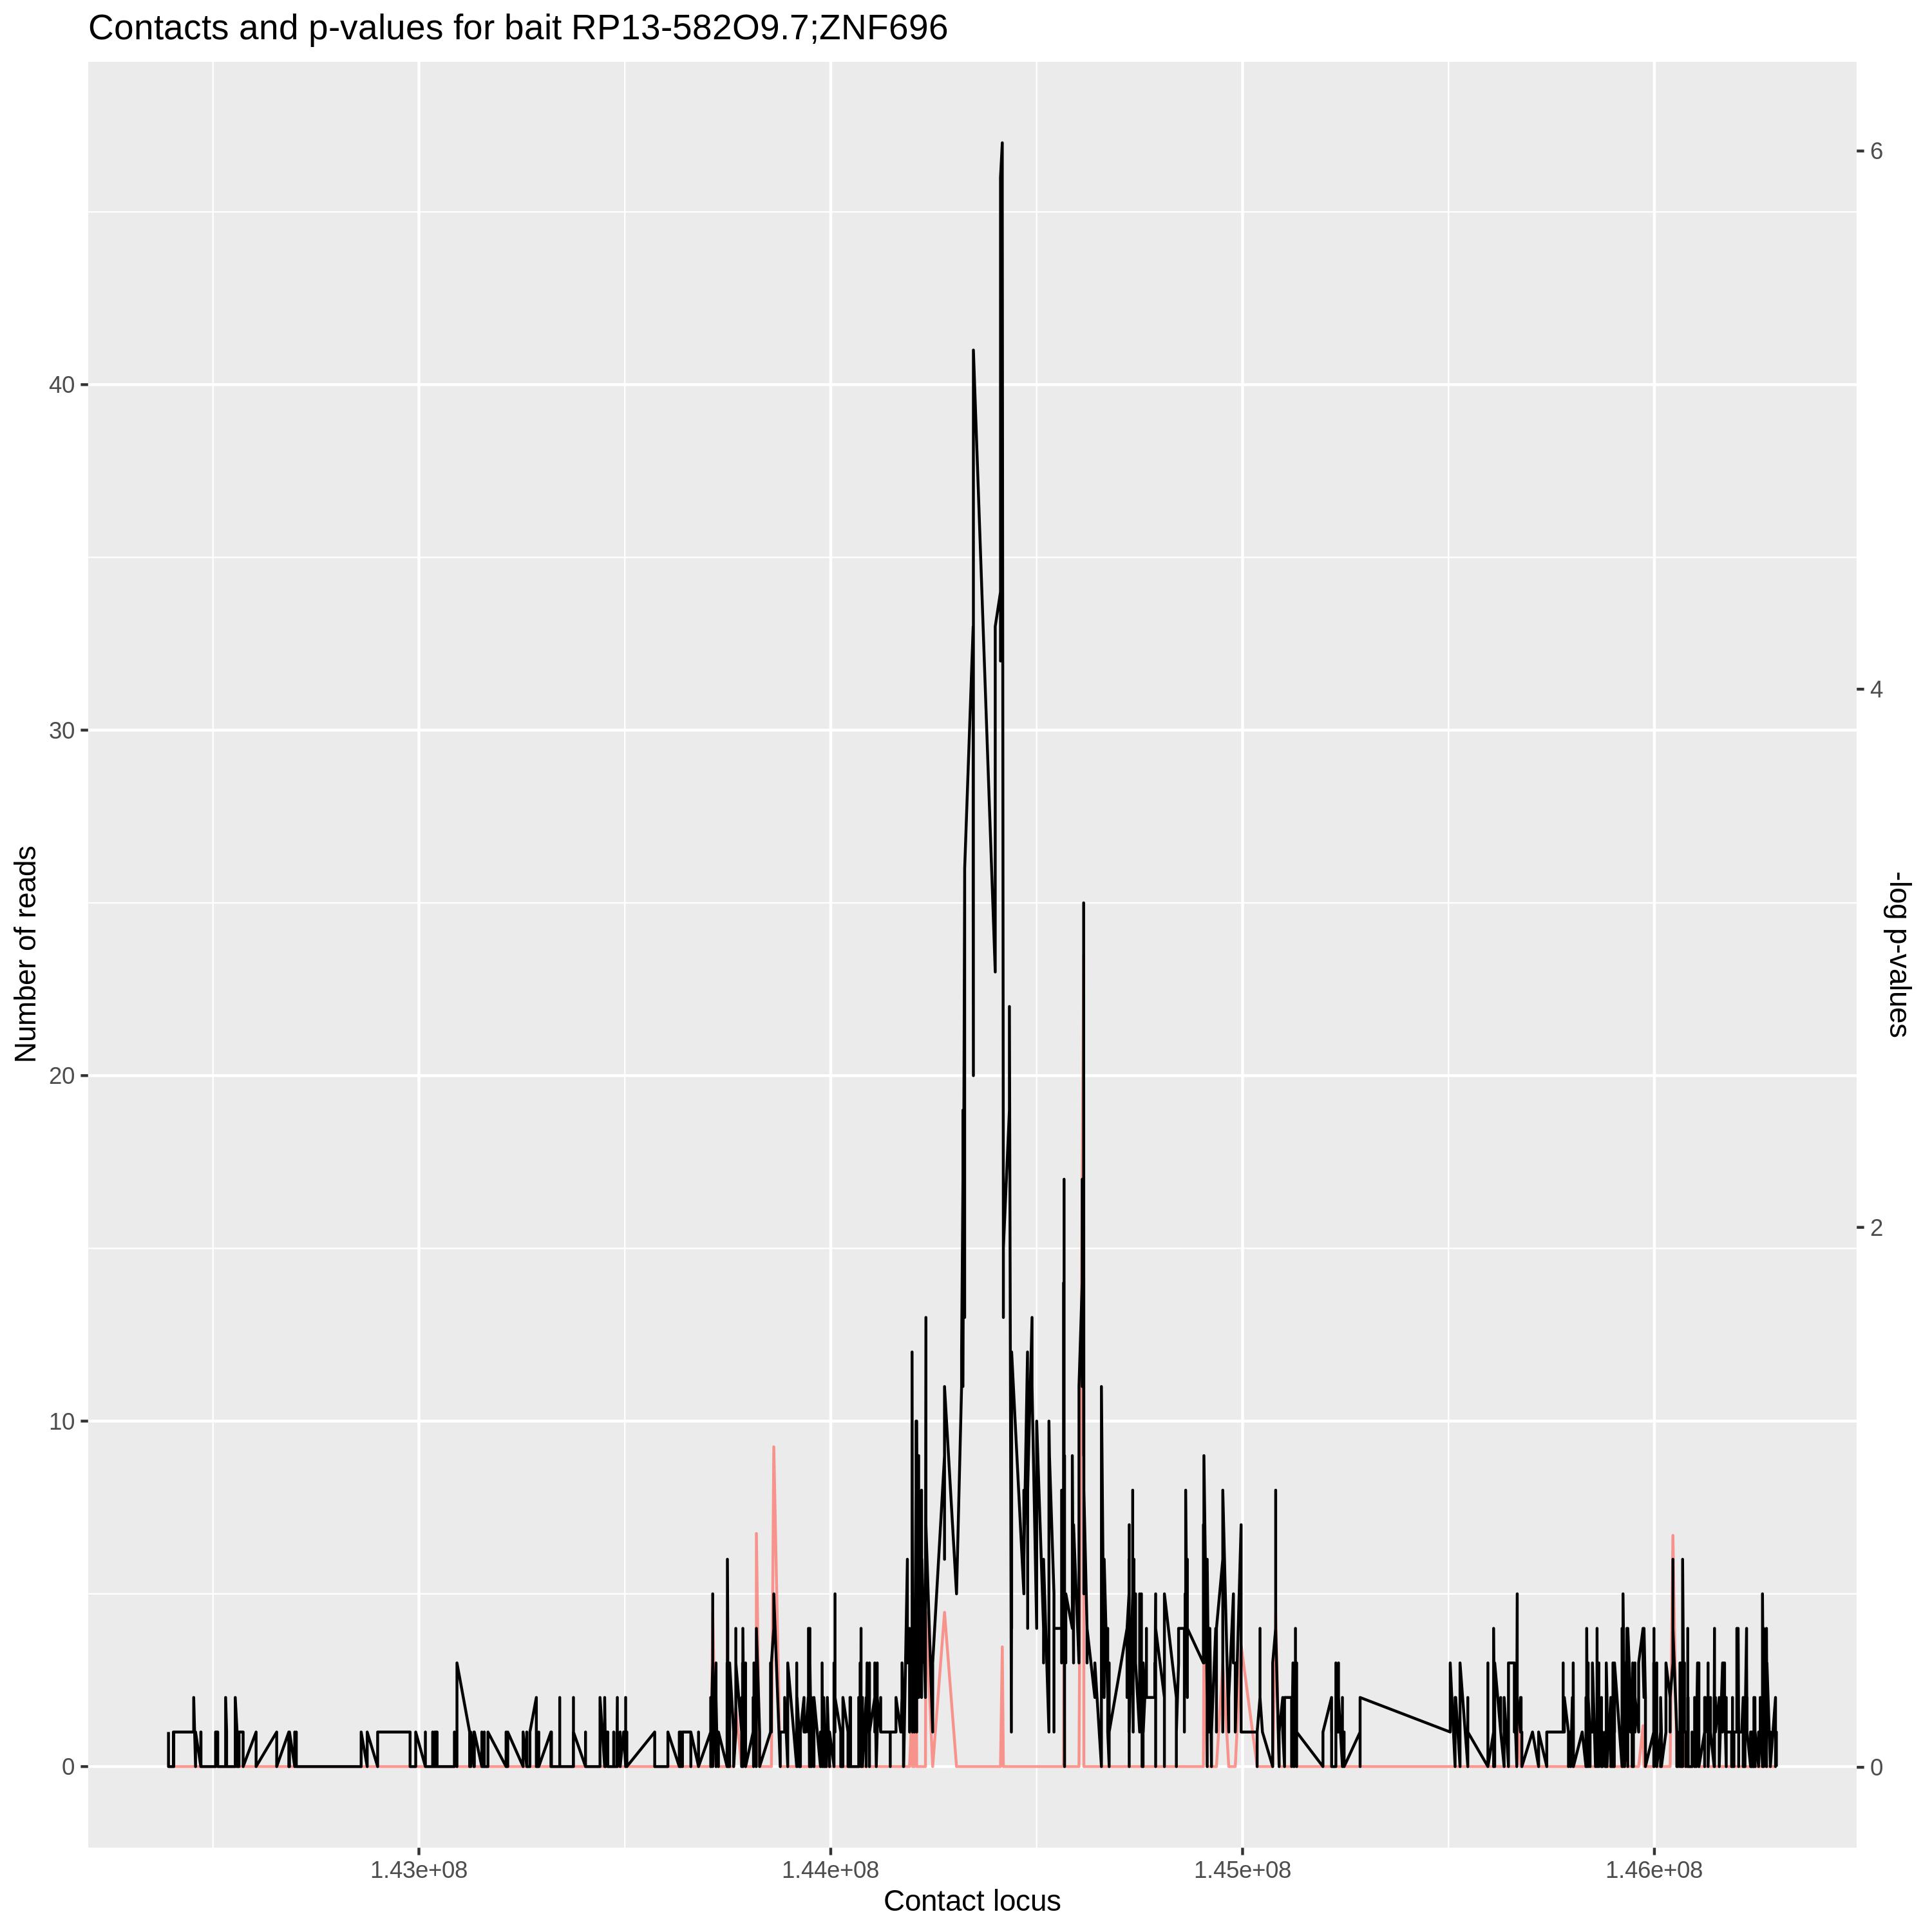 Contacts and p-values for bait RP13-582O9.7;ZNF696
6
40
4
30
Number of reads
-log p-values
20
2
10
0
0
1.43e+08
1.44e+08
1.45e+08
1.46e+08
Contact locus